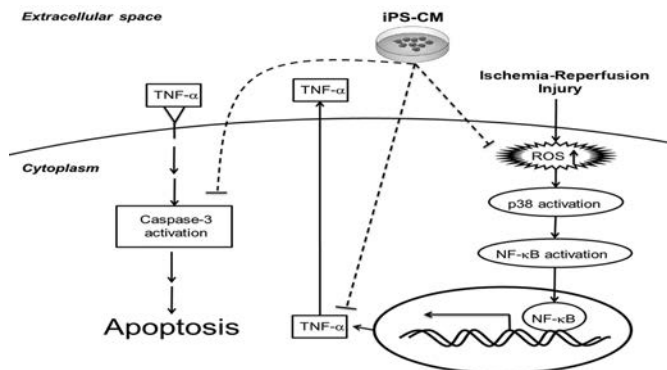 Extracellular space
iPS-CM
TNF-α
TNF-α
Ischemia-Reperfusion
Injury
Cytoplasm
ROS
p38 activation
Caspase-3
activation
NF-κB activation
NF-κB
TNF-α
Apoptosis